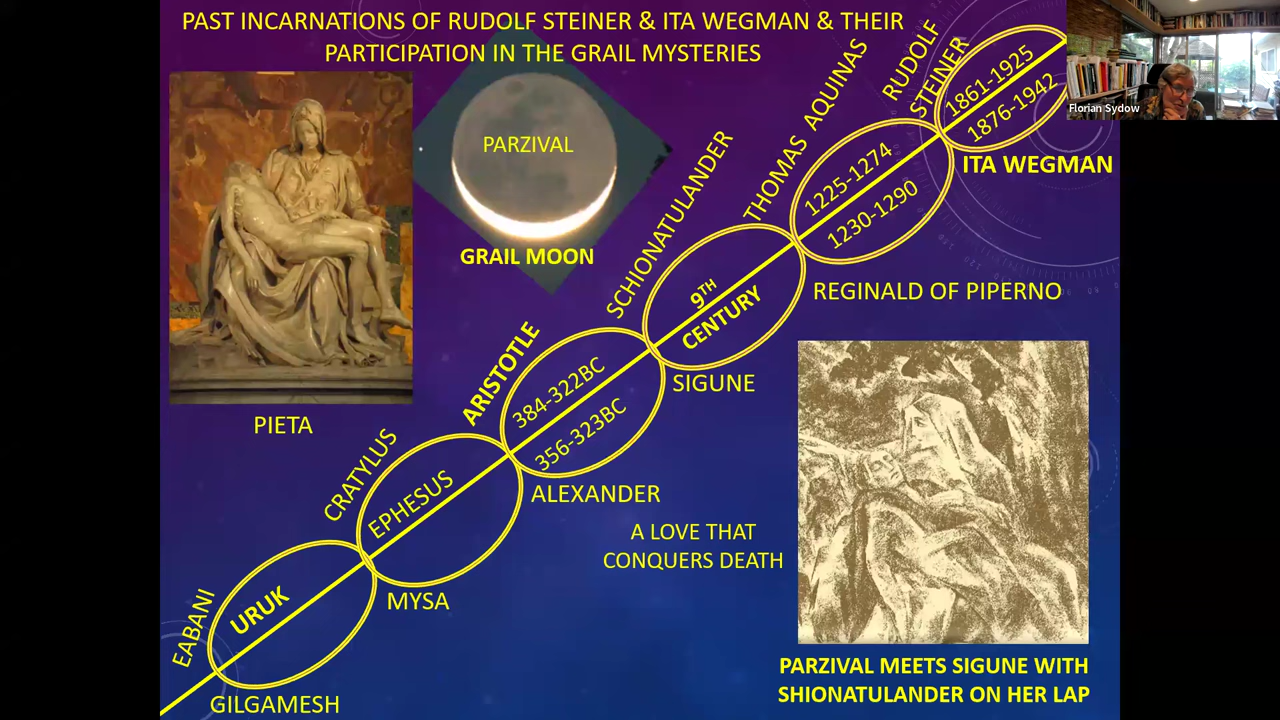 PAST INCARNATIONS OF RUDOLF STEINER & ITA WEGMAN & THEIR
PARTICIPATION IN THE GRAIL MYSTERIES
Florian Sydow
PARZIVAL
GRAIL MOON
PIETA
RUDOLF
STEINER
1861-1925
1876-1942
ITA WEGMAN
THOMAS AQUINAS
1225-1274
1230-1290
REGINALD OF PIPERNO
SCHIONATULANDER
9TH
CENTURY
SIGUNE
ARISTOTLE
384-322BC
356-323BC
ALEXANDER
CRATYLUS
EPHESUS
MYSA
EABANI
URUK
GILGAMESH
A LOVE THAT
CONQUERS DEATH
PARZIVAL MEETS SIGUNE WITH
SHIONATULANDER ON HER LAP